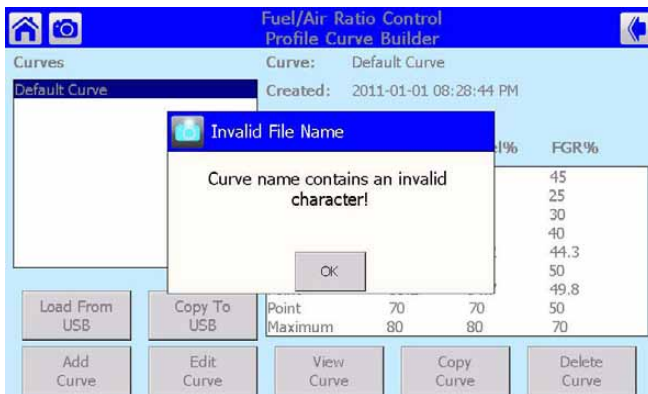 Fuel/Air Ratio Control
Profile Curve Builder
Curves
Curve: Default Curve
Default Curve
Created: 2011-01-01 08:28:44 PM
Invalid File Name
FGR%
Curve name contains an invalid
character!
45
25
30
40
44.3
50
49.8
OK
Point 70 70 50
Maximum 80 80 70
Load From
USB
Copy To
USB
Add
Curve
Edit
Curve
View
Curve
Copy
Curve
Delete
Curve